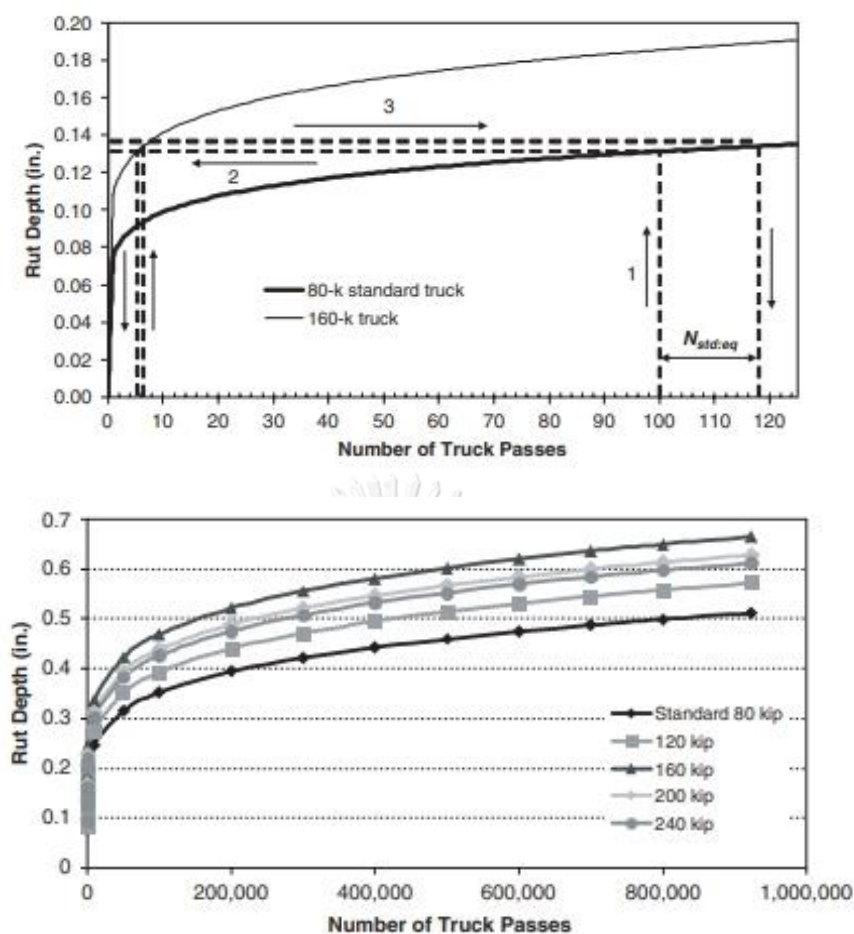 0.20
0.18
0.16
0.14
0.12
0.10
0.08
0.06
0.04
0.02
0.00
Rut Depth (in.)
3
2
1
80-k standard truck
160-k truck
N std:eq
0 10 20 30 40 50 60 70 80 90 100 110 120
Number of Truck Passes
0.7
0.6
0.5
0.4
0.3
0.2
0.1
0
Rut Depth (in.)
Standard 80 kip
120 kip
160 kip
200 kip
240 kip
0 200,000 400,000 600,000 800,000 1,000,000
Number of Truck Passes